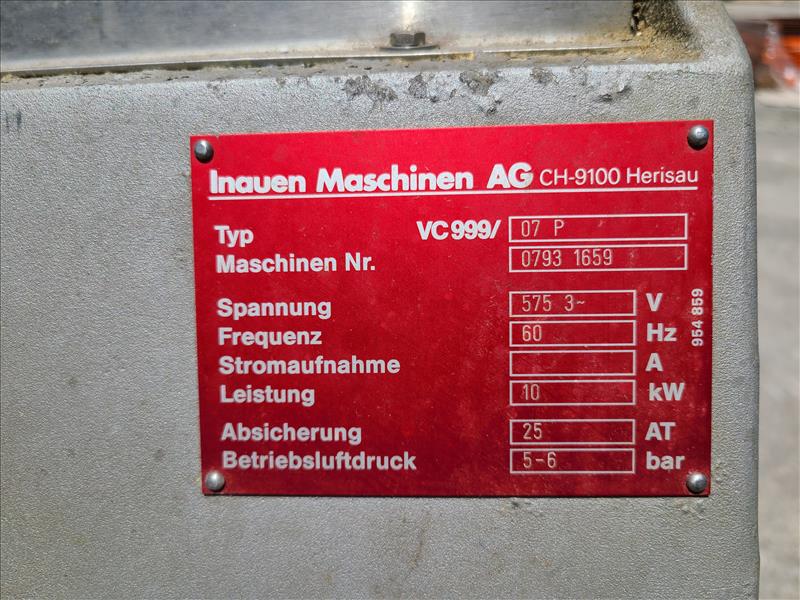 Inauen Maschinen AG CH-9100 Herisau
Typ VC999/ 07 P
Maschinen Nr. 0793 1659
Spannung 575 3~ V
Frequenz 60 Hz
Stromaufnahme A
Leistung 10 kW
Absicherung 25 AT
Betriebsluftdruck 5-6 bar
954 859